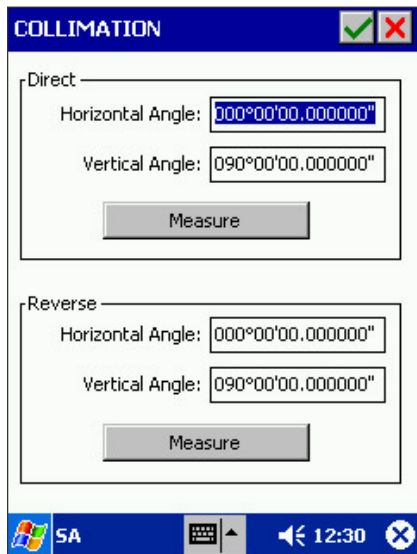 COLLIMATION
Direct
Horizontal Angle: 000°00'00.000000"
Vertical Angle: 090°00'00.000000"
Measure
Reverse
Horizontal Angle: 000°00'00.000000"
Vertical Angle: 090°00'00.000000"
Measure
SA 12:30